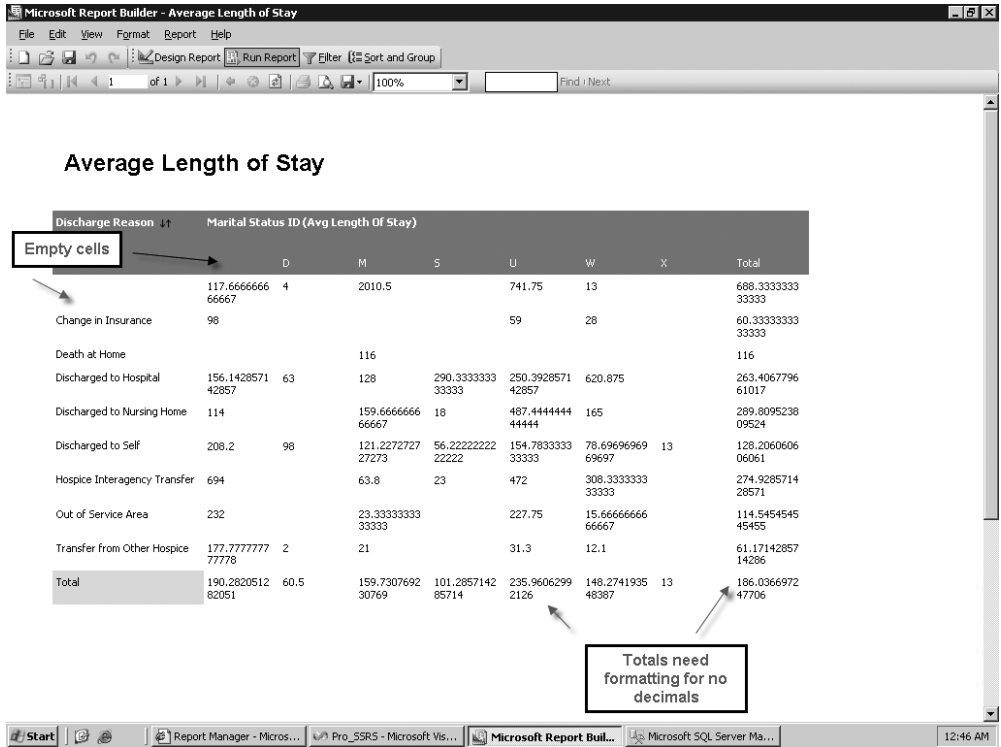 Microsoft Report Builder - Average Length of Stay
File Edit View Format Report Help
Design Report Run Report Filter Sort and Group
1 of 1 100% Find Next
Average Length of Stay
Discharge Reason Marital Status ID (Avg Length Of Stay)
Empty cells
D M S U W X Total
117.6666666 4 2010.5 741.75 13 688.3333333
66667 33333
Change in Insurance 98 59 28 60.33333333
33333
Death at Home 116 116
Discharged to Hospital 156.1428571 63 128 290.3333333 250.3928571 620.875 263.4067796
42857 33333 42857 61017
Discharged to Nursing Home 114 159.6666666 18 487.4444444 165 289.8095238
66667 44444 09524
Discharged to Self 208.2 98 121.2272727 56.22222222 154.7833333 78.69696969 13 128.2060606
27273 22222 33333 69697 06061
Hospice Interagency Transfer 694 63.8 23 472 308.3333333 274.9285714
33333 28571
Out of Service Area 232 23.33333333 227.75 15.66666666 114.5454545
33333 66667 45455
Transfer from Other Hospice 177.7777777 2 21 31.3 12.1 61.17142857
77778 14286
Total 190.2820512 60.5 159.7307692 101.2857142 235.9606299 148.2741935 13 186.0366972
82051 30769 85714 2126 48387 47706
Totals need
formatting for no
decimals
Start Report Manager - Micros... Pro_SSRS - Microsoft Vis... Microsoft Report Buil... Microsoft SQL Server Ma... 12:46 AM